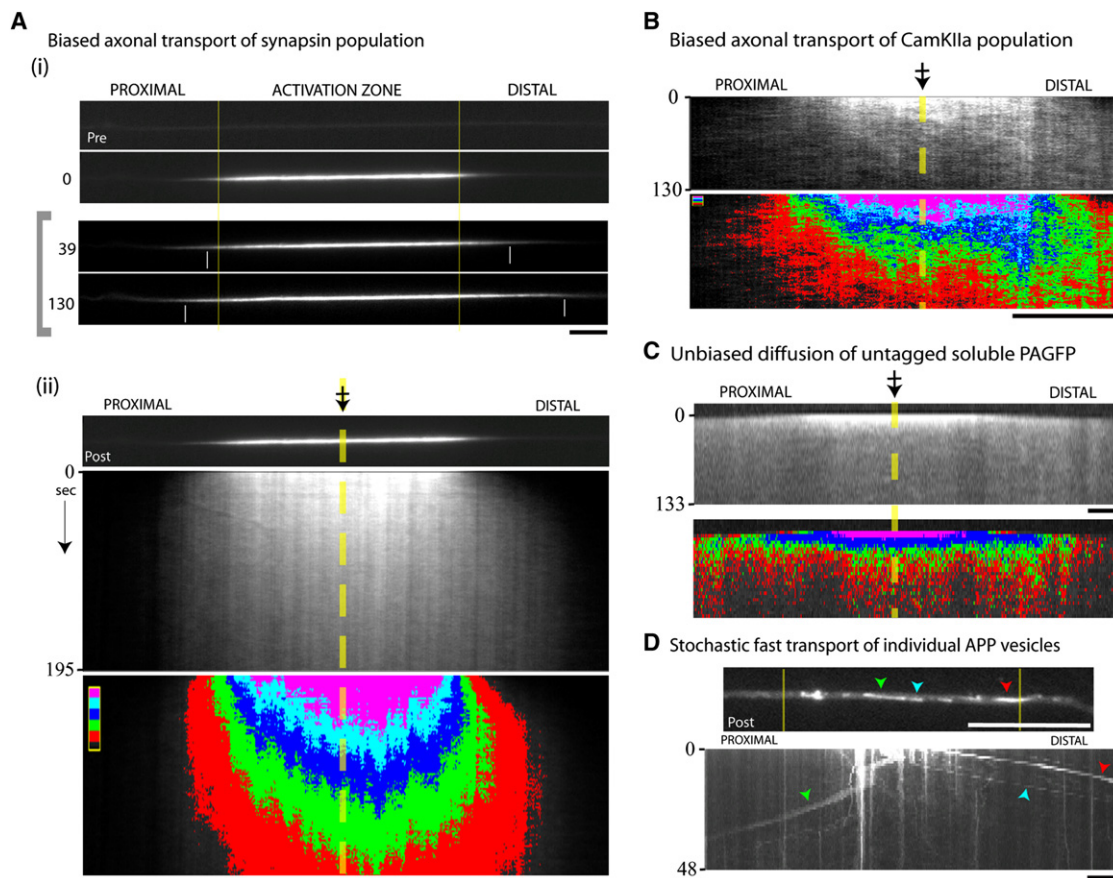 A
Biased axonal transport of synapsin population
(i)
PROXIMAL ACTIVATION ZONE DISTAL
Pre
0
39
130
(ii)
PROXIMAL DISTAL
Post
0
sec
195
B
Biased axonal transport of CamKIIa population
PROXIMAL DISTAL
0
130
C
Unbiased diffusion of untagged soluble PAGFP
PROXIMAL DISTAL
0
133
D
Stochastic fast transport of individual APP vesicles
Post
PROXIMAL DISTAL
0
48